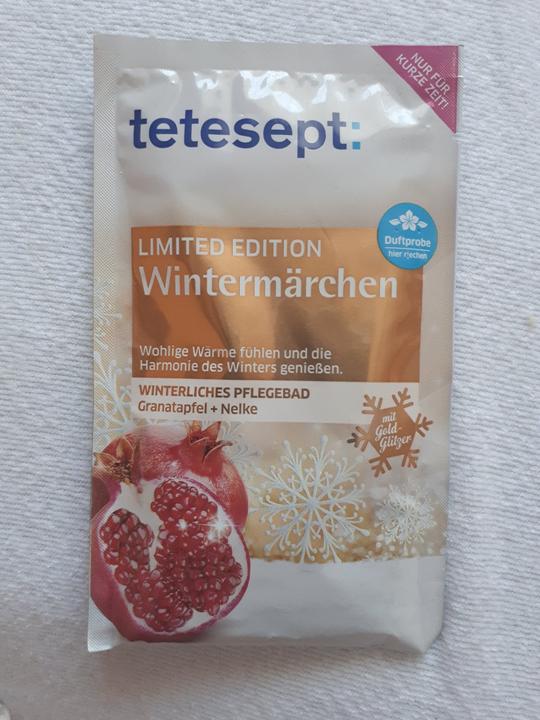 NUR FÜR
KURZE ZEIT!
tetesept:
Duftprobe
hier riechen
LIMITED EDITION
Wintermärchen
Wohlige Wärme fühlen und die
Harmonie des Winters genießen.
WINTERLICHES PFLEGEBAD
Granatapfel + Nelke
mit
Gold-
Glitzer